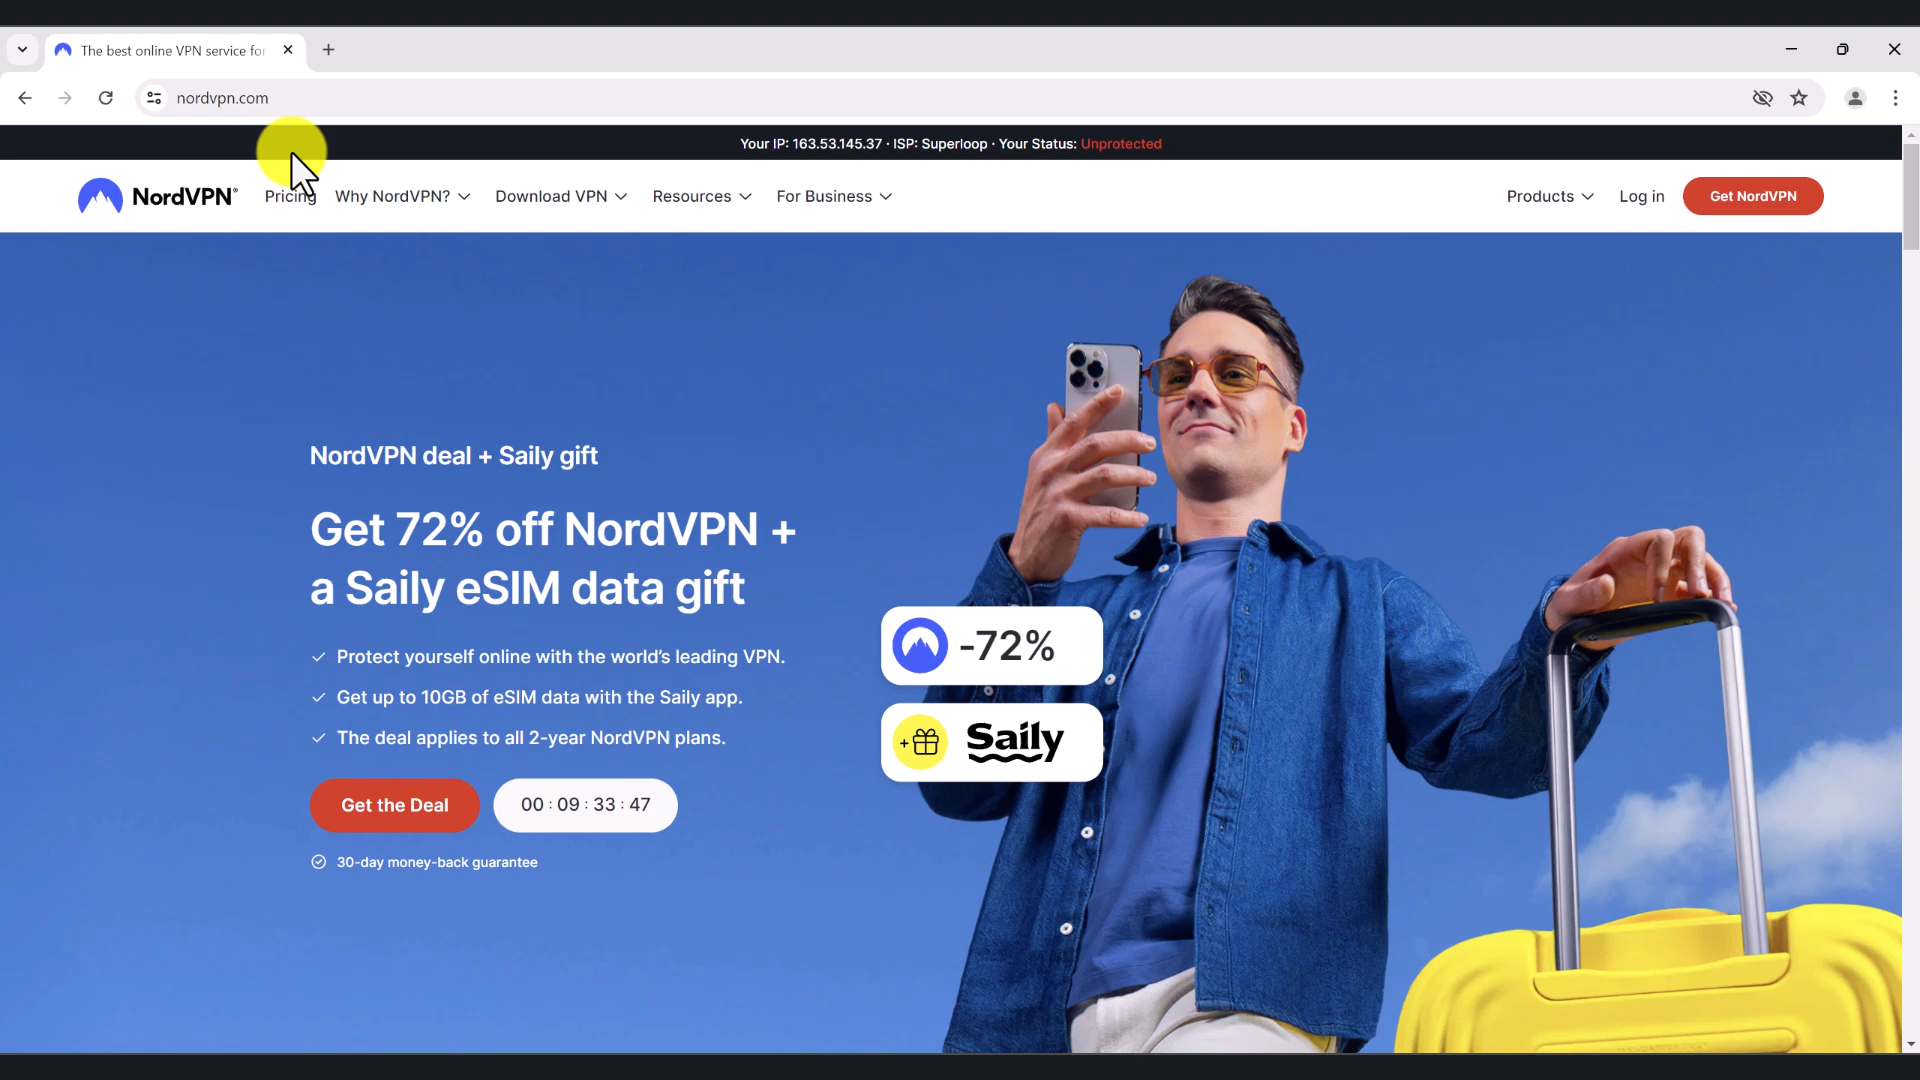 The best online VPN service for
nordvpn.com
Your IP: 163.53.145.37 · ISP: Superloop · Your Status: Unprotected
NordVPN® Pricing Why NordVPN? Download VPN Resources For Business Products Log in Get NordVPN
NordVPN deal + Saily gift
Get 72% off NordVPN +
a Saily eSIM data gift
Protect yourself online with the world's leading VPN.
Get up to 10GB of eSIM data with the Saily app.
The deal applies to all 2-year NordVPN plans.
Get the Deal 00 : 09 : 33 : 47
30-day money-back guarantee
-72%
+ Saily